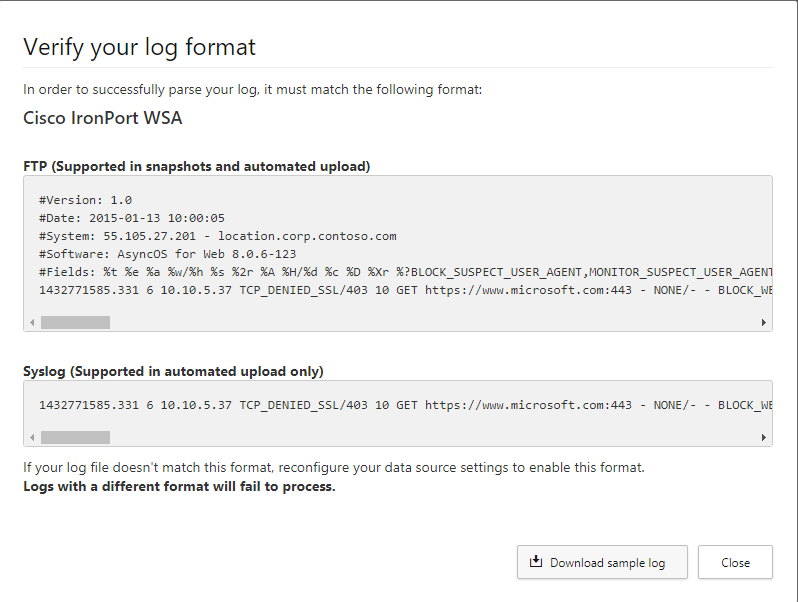 Verify your log format
In order to successfully parse your log, it must match the following format:
Cisco IronPort WSA
FTP (Supported in snapshots and automated upload)
#Version: 1.0
#Date: 2015-01-13 10:00:05
#System: 55.105.27.201 - location.corp.contoso.com
#Software: AsyncOS for Web 8.0.6-123
#Fields: %t %e %a %w/%h %s %2r %A %H/%d %c %D %Xr %?BLOCK_SUSPECT_USER_AGENT,MONITOR_SUSPECT_USER_AGENT
1432771585.331 6 10.10.5.37 TCP_DENIED_SSL/403 10 GET https://www.microsoft.com:443 - NONE/- - BLOCK_WE
Syslog (Supported in automated upload only)
1432771585.331 6 10.10.5.37 TCP_DENIED_SSL/403 10 GET https://www.microsoft.com:443 - NONE/- - BLOCK_WE
If your log file doesn't match this format, reconfigure your data source settings to enable this format.
Logs with a different format will fail to process.
Download sample log
Close